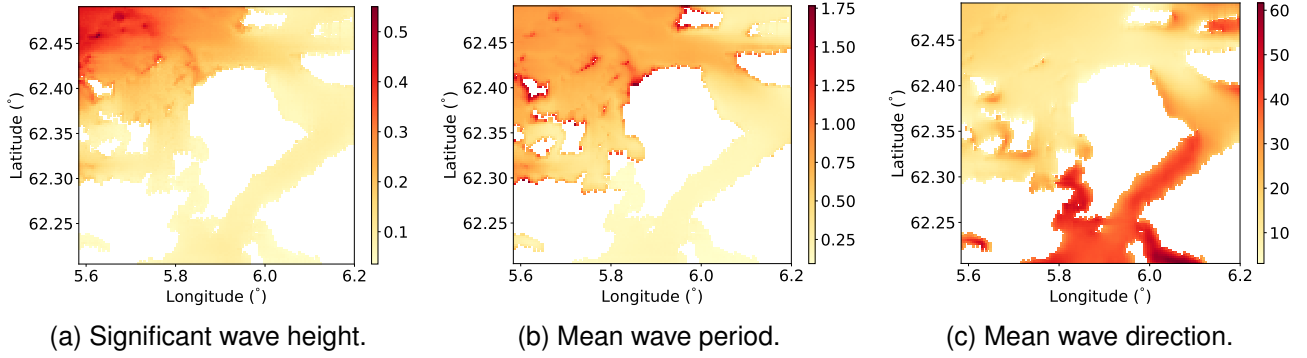 62.45
62.40
62.35
62.30
62.25
Latitude (°)
5.6 5.8 6.0 6.2
Longitude (°)
0.5
0.4
0.3
0.2
0.1
(a) Significant wave height.
62.45
62.40
62.35
62.30
62.25
Latitude (°)
5.6 5.8 6.0 6.2
Longitude (°)
1.75
1.50
1.25
1.00
0.75
0.50
0.25
(b) Mean wave period.
62.45
62.40
62.35
62.30
62.25
Latitude (°)
5.6 5.8 6.0 6.2
Longitude (°)
60
50
40
30
20
10
(c) Mean wave direction.